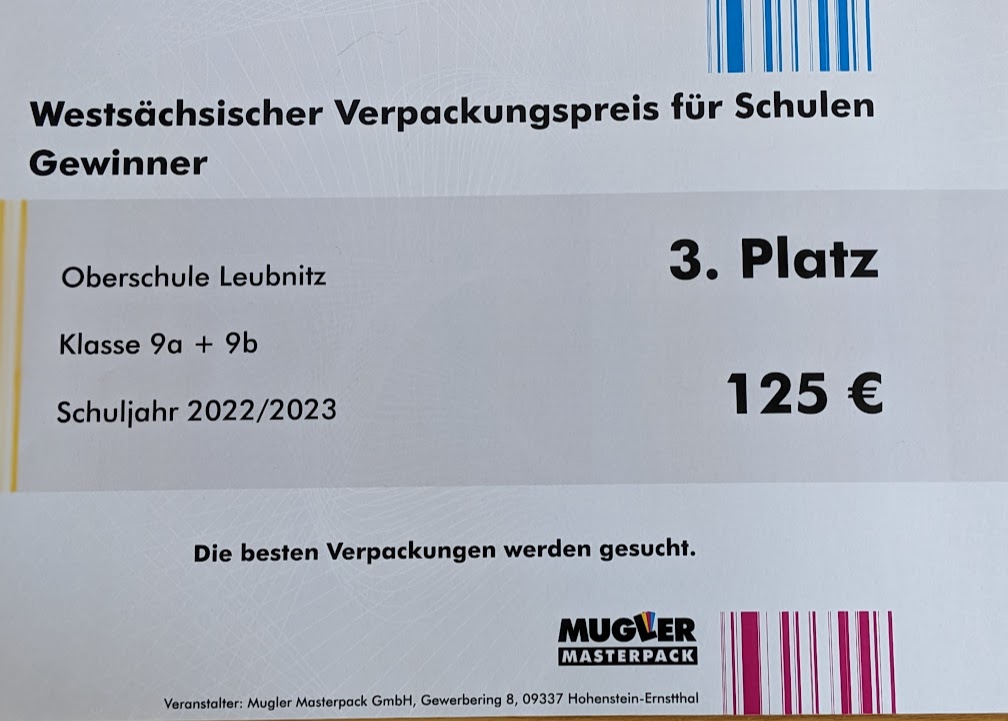 Westsächsischer Verpackungspreis für Schulen
Gewinner
Oberschule Leubnitz
3. Platz
Klasse 9a + 9b
125 €
Schuljahr 2022/2023
Die besten Verpackungen werden gesucht.
MUGLER
MASTERPACK
Veranstalter: Mugler Masterpack GmbH, Gewerbering 8, 09337 Hohenstein-Ernstthal